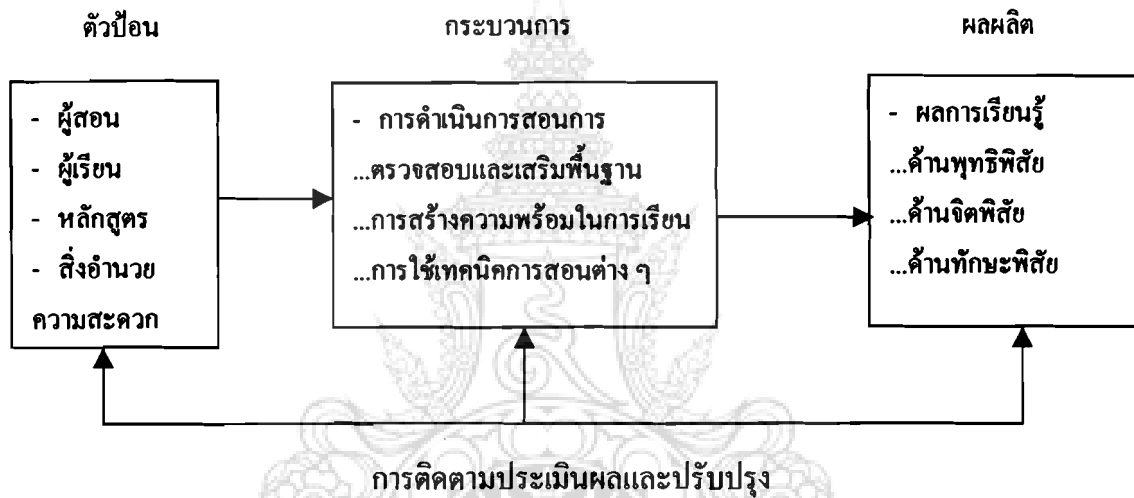 ตัวป้อน
กระบวนการ
ผลผลิต
- ผู้สอน
- ผู้เรียน
- หลักสูตร
- สิ่งอำนวย
ความสะดวก
- การดำเนินการสอนการ
...ตรวจสอบและเสริมพื้นฐาน
...การสร้างความพร้อมในการเรียน
...การใช้เทคนิคการสอนต่าง ๆ
- ผลการเรียนรู้
...ด้านพุทธิพิสัย
...ด้านจิตพิสัย
...ด้านทักษะพิสัย
การติดตามประเมินผลและปรับปรุง